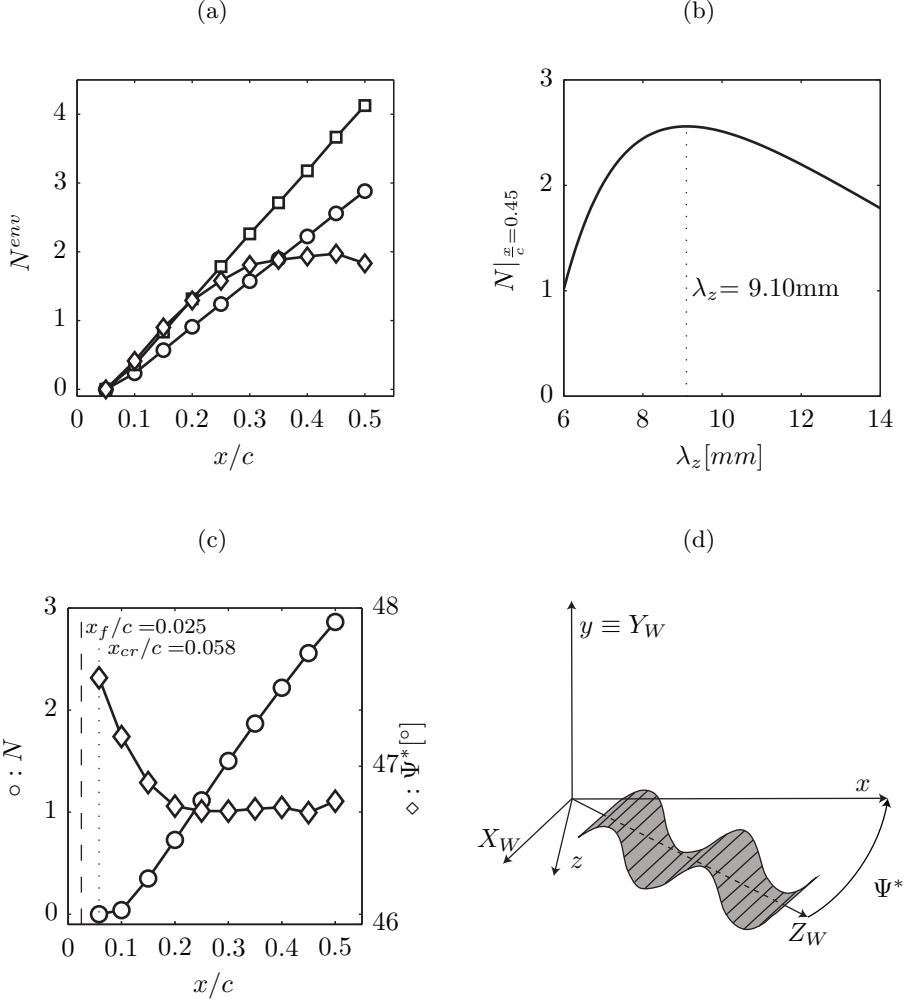 (a)
4
3
2
1
0
N^{env}
0 0.1 0.2 0.3 0.4 0.5
x/c
(b)
3
2
1
0
N|_{\frac{x}{c}=0.45}
λ_z= 9.10mm
6 8 10 12 14
λ_z[mm]
(c)
3
2
1
0
○ : N
x_f/c =0.025
x_{cr}/c =0.058
48
47
46
◇ : Ψ*[°]
0 0.1 0.2 0.3 0.4 0.5
x/c
(d)
y ≡ Y_W
x
X_W
z
Ψ*
Z_W